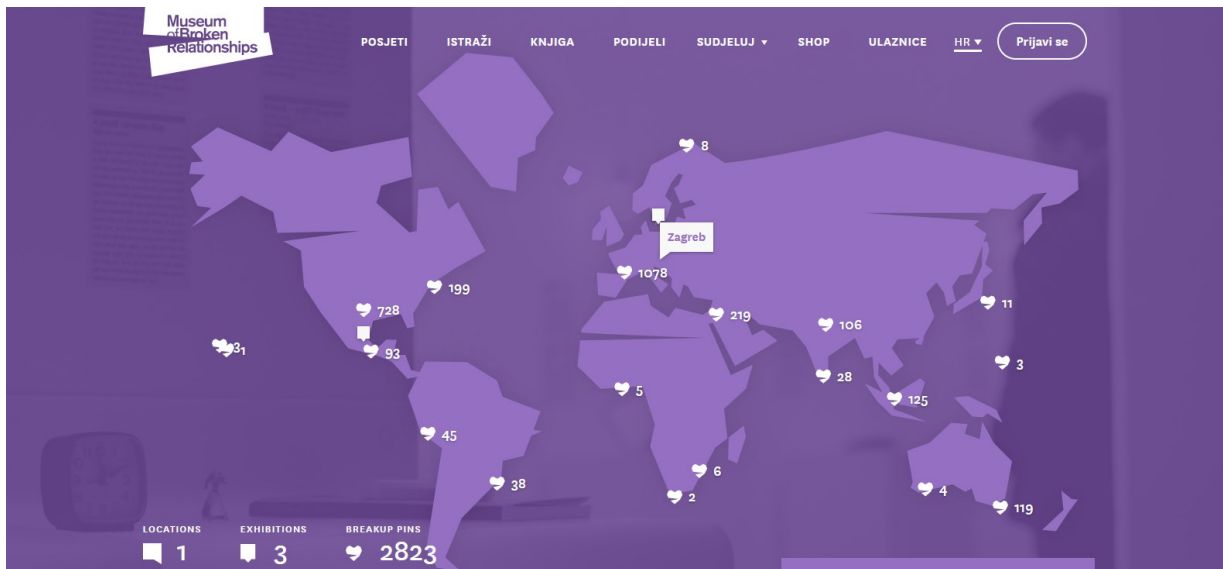 Museum
of Broken
Relationships
POSJETI ISTRAŽI KNJIGA PODIJELI SUDJELUJ SHOP ULAZNICE HR Prijavi se
8
Zagreb
1078
199
728
219
11
106
31
93
3
28
5
125
45
6
38
2
4
119
LOCATIONS EXHIBITIONS BREAKUP PINS
1 3 2823